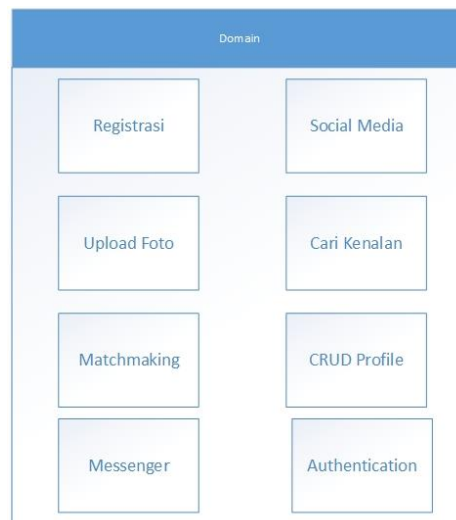 Domain
Registrasi
Social Media
Upload Foto
Cari Kenalan
Matchmaking
CRUD Profile
Messenger
Authentication